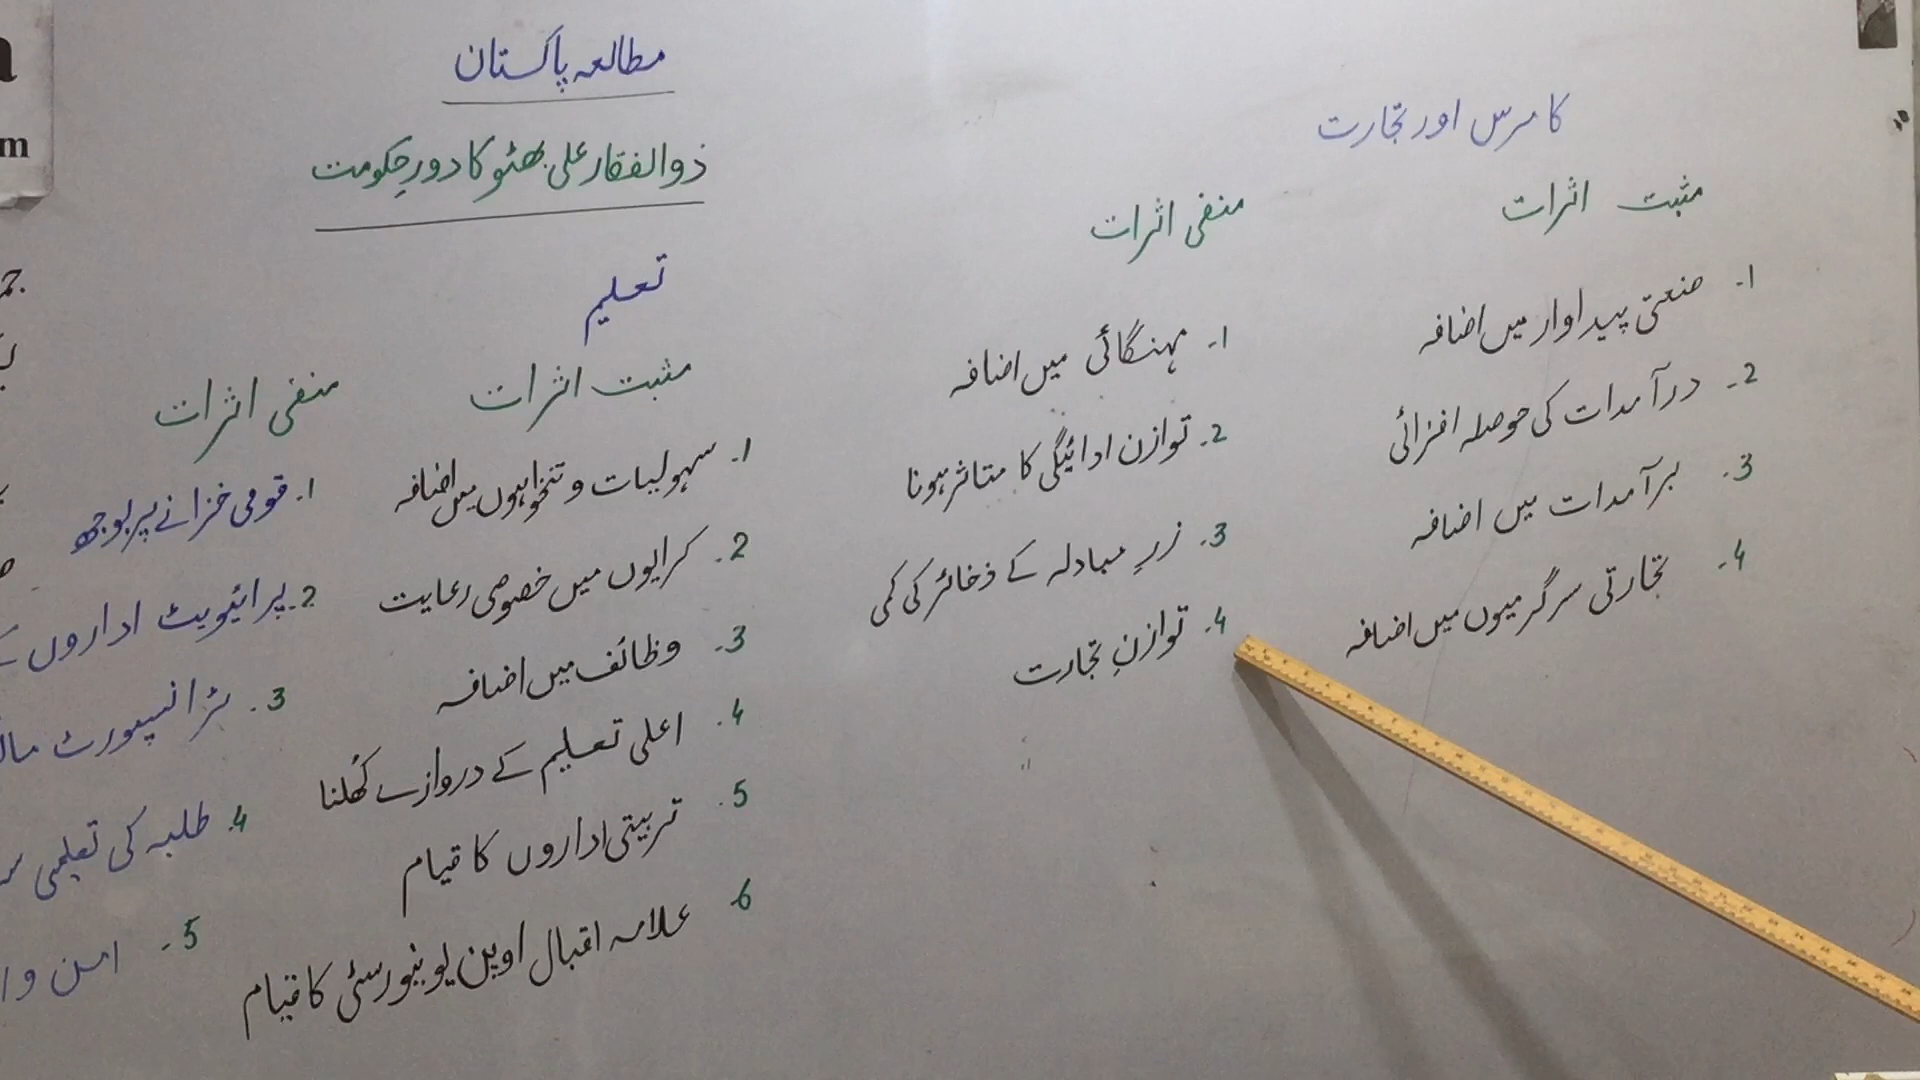 مطالعہ پاکستان
ذوالفقار علی بھٹو کا دورِ حکومت
کامرس اور تجارت
مثبت اثرات
1۔ صنعتی پیداوار میں اضافہ
2۔ درآمدات کی حوصلہ افزائی
3۔ برآمدات میں اضافہ
4۔ تجارتی سرگرمیوں میں اضافہ
منفی اثرات
1۔ مہنگائی میں اضافہ
2۔ توازن ادائیگی کا متاثر ہونا
3۔ زرِ مبادلہ کے ذخائر کی کمی
4۔ توازنِ تجارت
تعلیم
مثبت اثرات
1۔ سہولیات و تنخواہوں میں اضافہ
2۔ کرایوں میں خصوصی رعایت
3۔ وظائف میں اضافہ
4۔ اعلی تعلیم کے دروازے کھُلنا
5۔ تربیتی اداروں کا قیام
6۔ علامہ اقبال اوپن یونیورسٹی کا قیام
منفی اثرات
1۔ قومی خزانے پر بوجھ
2۔ پرائیویٹ اداروں
3۔ ٹرانسپورٹ
4۔ طلبہ کی تعلیمی
5۔ امن و
a
m